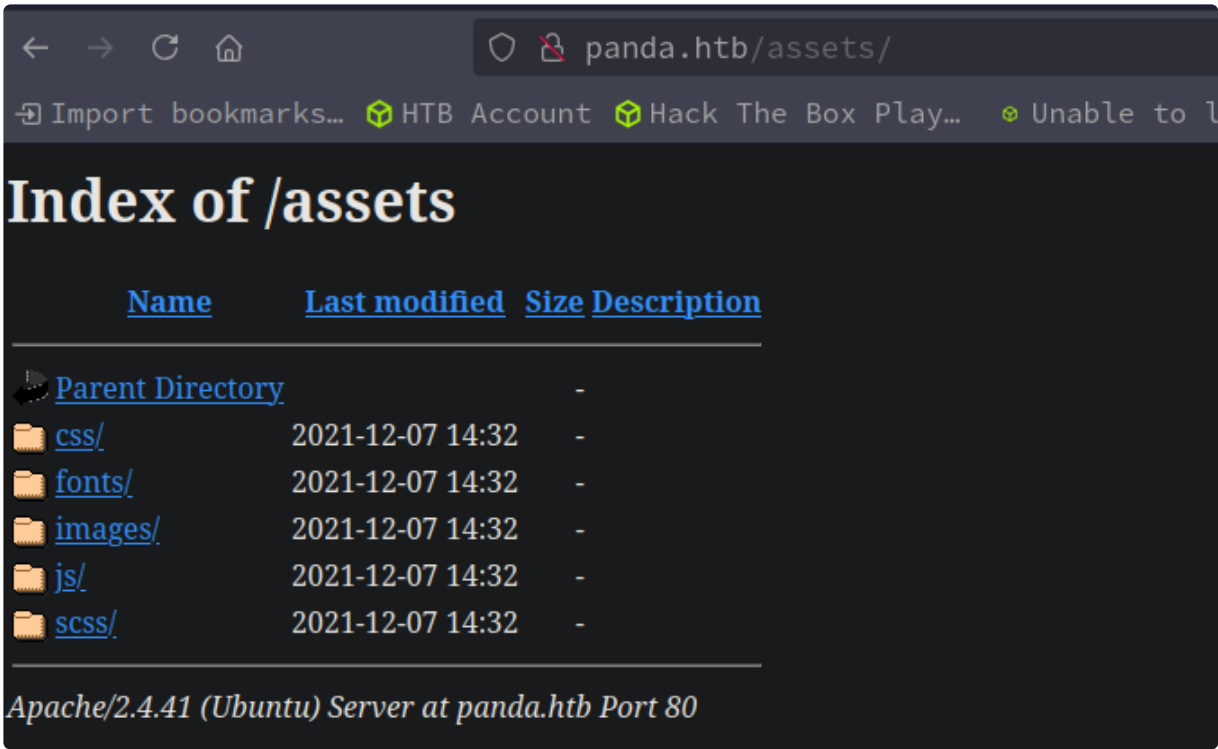 panda.htb/assets/
Import bookmarks… HTB Account Hack The Box Play… Unable to l
Index of /assets
Name Last modified Size Description
Parent Directory -
css/ 2021-12-07 14:32 -
fonts/ 2021-12-07 14:32 -
images/ 2021-12-07 14:32 -
js/ 2021-12-07 14:32 -
scss/ 2021-12-07 14:32 -
Apache/2.4.41 (Ubuntu) Server at panda.htb Port 80